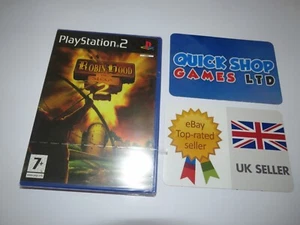 PlayStation 2
ROBIN HOOD
2
7+
QUICK SHOP
GAMES LTD
eBay
Top-rated
seller
UK SELLER